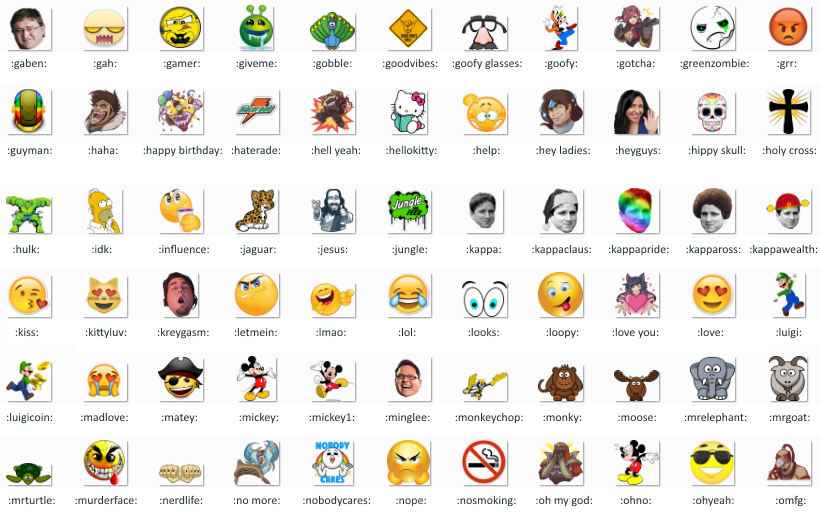 :gaben: :gah: :gamer: :giveme: :gobble: :goodvibes: :goofy glasses: :goofy: :gotcha: :greenzombie: :grr:
:guyman: :haha: :happy birthday: :haterade: :hell yeah: :hellokitty: :help: :hey ladies: :heyguys: :hippy skull: :holy cross:
Jungle
FEED
:hulk: :idk: :influence: :jaguar: :jesus: :jungle: :kappa: :kappaclaus: :kappapride: :kappaross: :kappawealth:
:kiss: :kittyluv: :kreygasm: :letmein: :lmao: :lol: :looks: :loopy: :love you: :love: :luigi:
:luigicoin: :madlove: :matey: :mickey: :mickey1: :minglee: :monkeychop: :monky: :moose: :mrelephant: :mrgoat:
NOBODY
CARES
:mrturtle: :murderface: :nerdlife: :no more: :nobodycares: :nope: :nosmoking: :oh my god: :ohno: :ohyeah: :omfg: